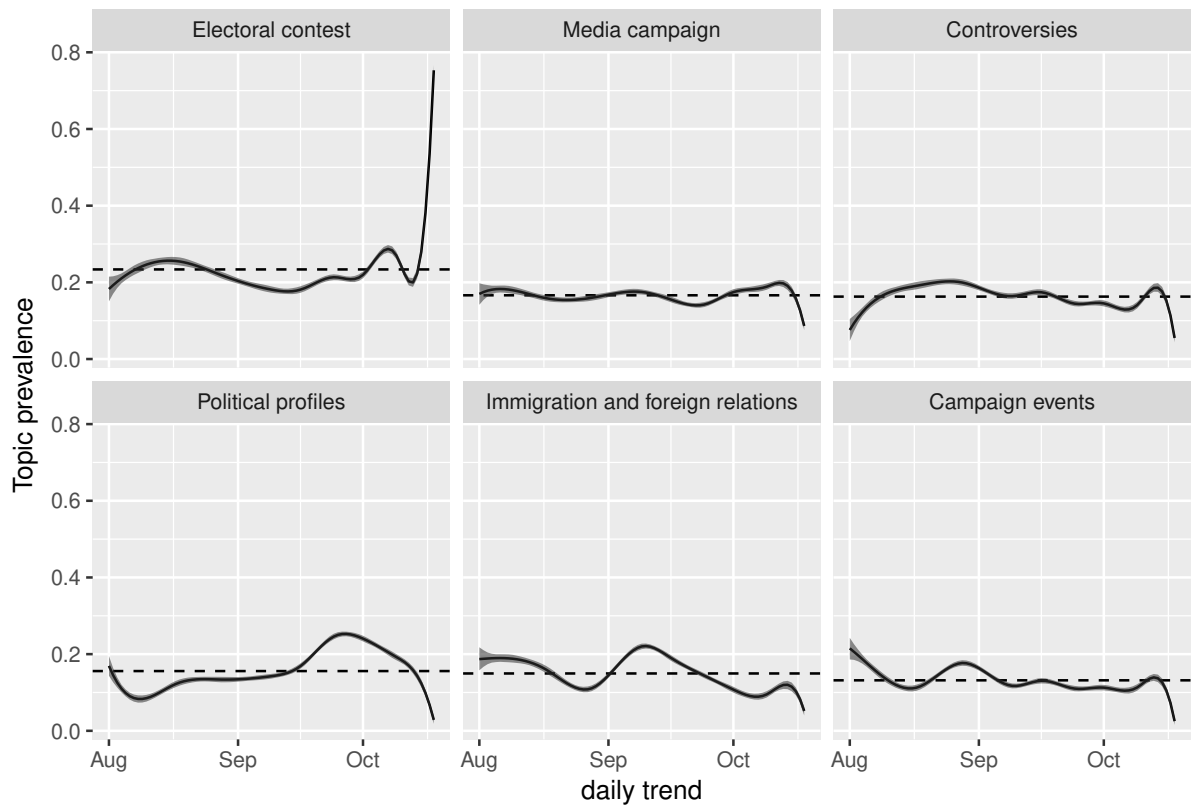 Electoral contest
Media campaign
Controversies
0.8
0.6
0.4
0.2
0.0
Political profiles
Immigration and foreign relations
Campaign events
0.8
0.6
0.4
0.2
0.0
Topic prevalence
Aug Sep Oct
Aug Sep Oct
Aug Sep Oct
daily trend